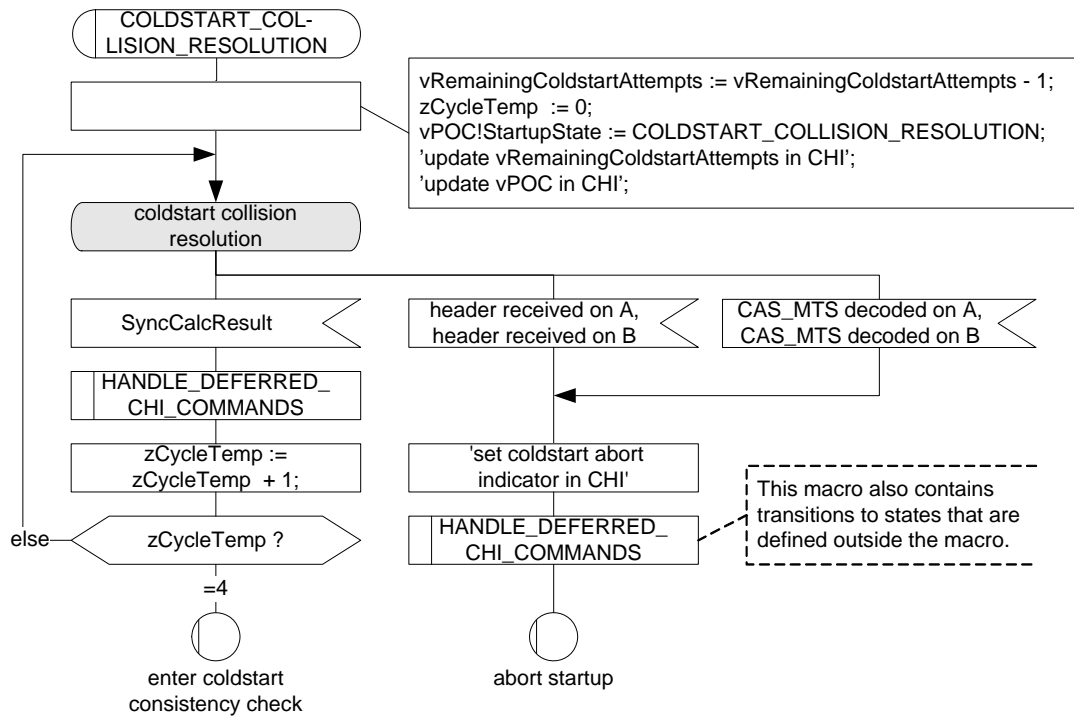 COLDSTART_COL-
LISION_RESOLUTION
vRemainingColdstartAttempts := vRemainingColdstartAttempts - 1;
zCycleTemp := 0;
vPOC!StartupState := COLDSTART_COLLISION_RESOLUTION;
'update vRemainingColdstartAttempts in CHI';
'update vPOC in CHI';
coldstart collision
resolution
SyncCalcResult
header received on A,
header received on B
CAS_MTS decoded on A,
CAS_MTS decoded on B
HANDLE_DEFERRED_
CHI_COMMANDS
zCycleTemp :=
zCycleTemp + 1;
'set coldstart abort
indicator in CHI'
This macro also contains
transitions to states that are
defined outside the macro.
else
zCycleTemp ?
HANDLE_DEFERRED_
CHI_COMMANDS
=4
enter coldstart
consistency check
abort startup